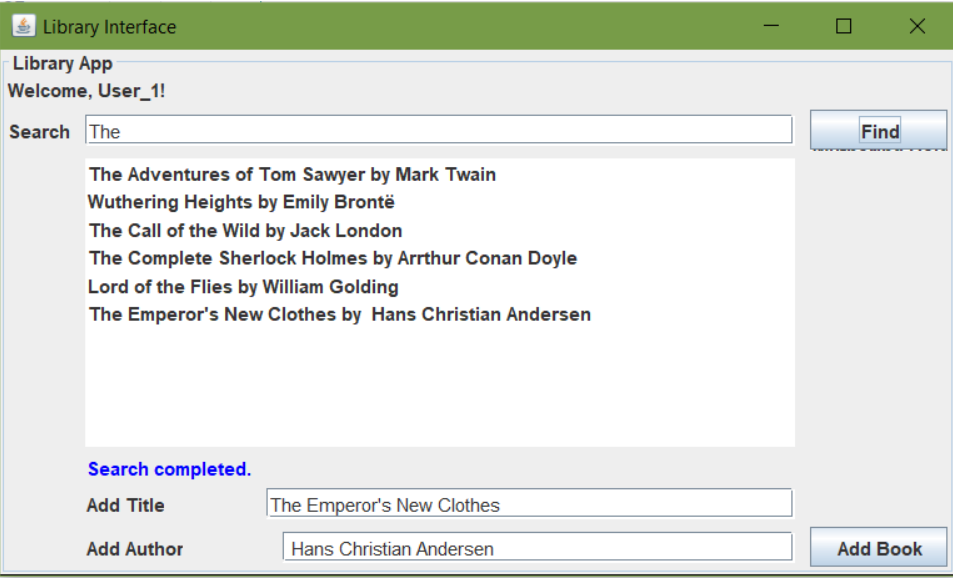 Library Interface
Library App
Welcome, User_1!
Search The Find
The Adventures of Tom Sawyer by Mark Twain
Wuthering Heights by Emily Brontë
The Call of the Wild by Jack London
The Complete Sherlock Holmes by Arrthur Conan Doyle
Lord of the Flies by William Golding
The Emperor's New Clothes by  Hans Christian Andersen
Search completed.
Add Title The Emperor's New Clothes
Add Author Hans Christian Andersen Add Book